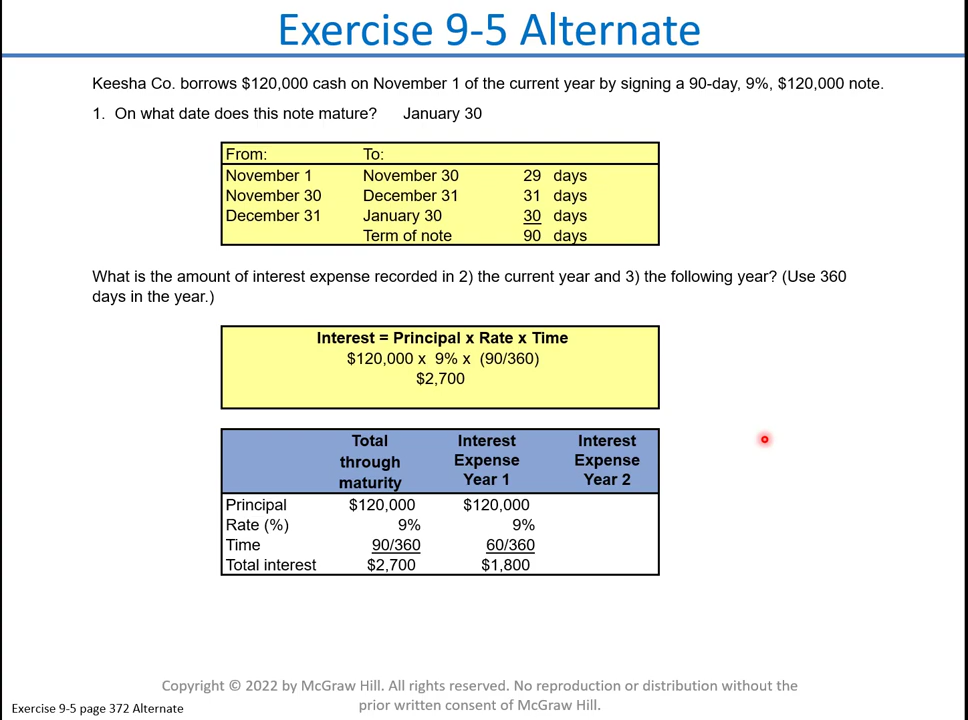 Exercise 9-5 Alternate
Keesha Co. borrows $120,000 cash on November 1 of the current year by signing a 90-day, 9%, $120,000 note.
1. On what date does this note mature? January 30
From: To:
November 1 November 30 29 days
November 30 December 31 31 days
December 31 January 30 30 days
Term of note 90 days
What is the amount of interest expense recorded in 2) the current year and 3) the following year? (Use 360
days in the year.)
Interest = Principal x Rate x Time
$120,000 x 9% x (90/360)
$2,700
Total Interest Interest
through Expense Expense
maturity Year 1 Year 2
Principal $120,000 $120,000
Rate (%) 9% 9%
Time 90/360 60/360
Total interest $2,700 $1,800
Copyright © 2022 by McGraw Hill. All rights reserved. No reproduction or distribution without the
prior written consent of McGraw Hill.
Exercise 9-5 page 372 Alternate